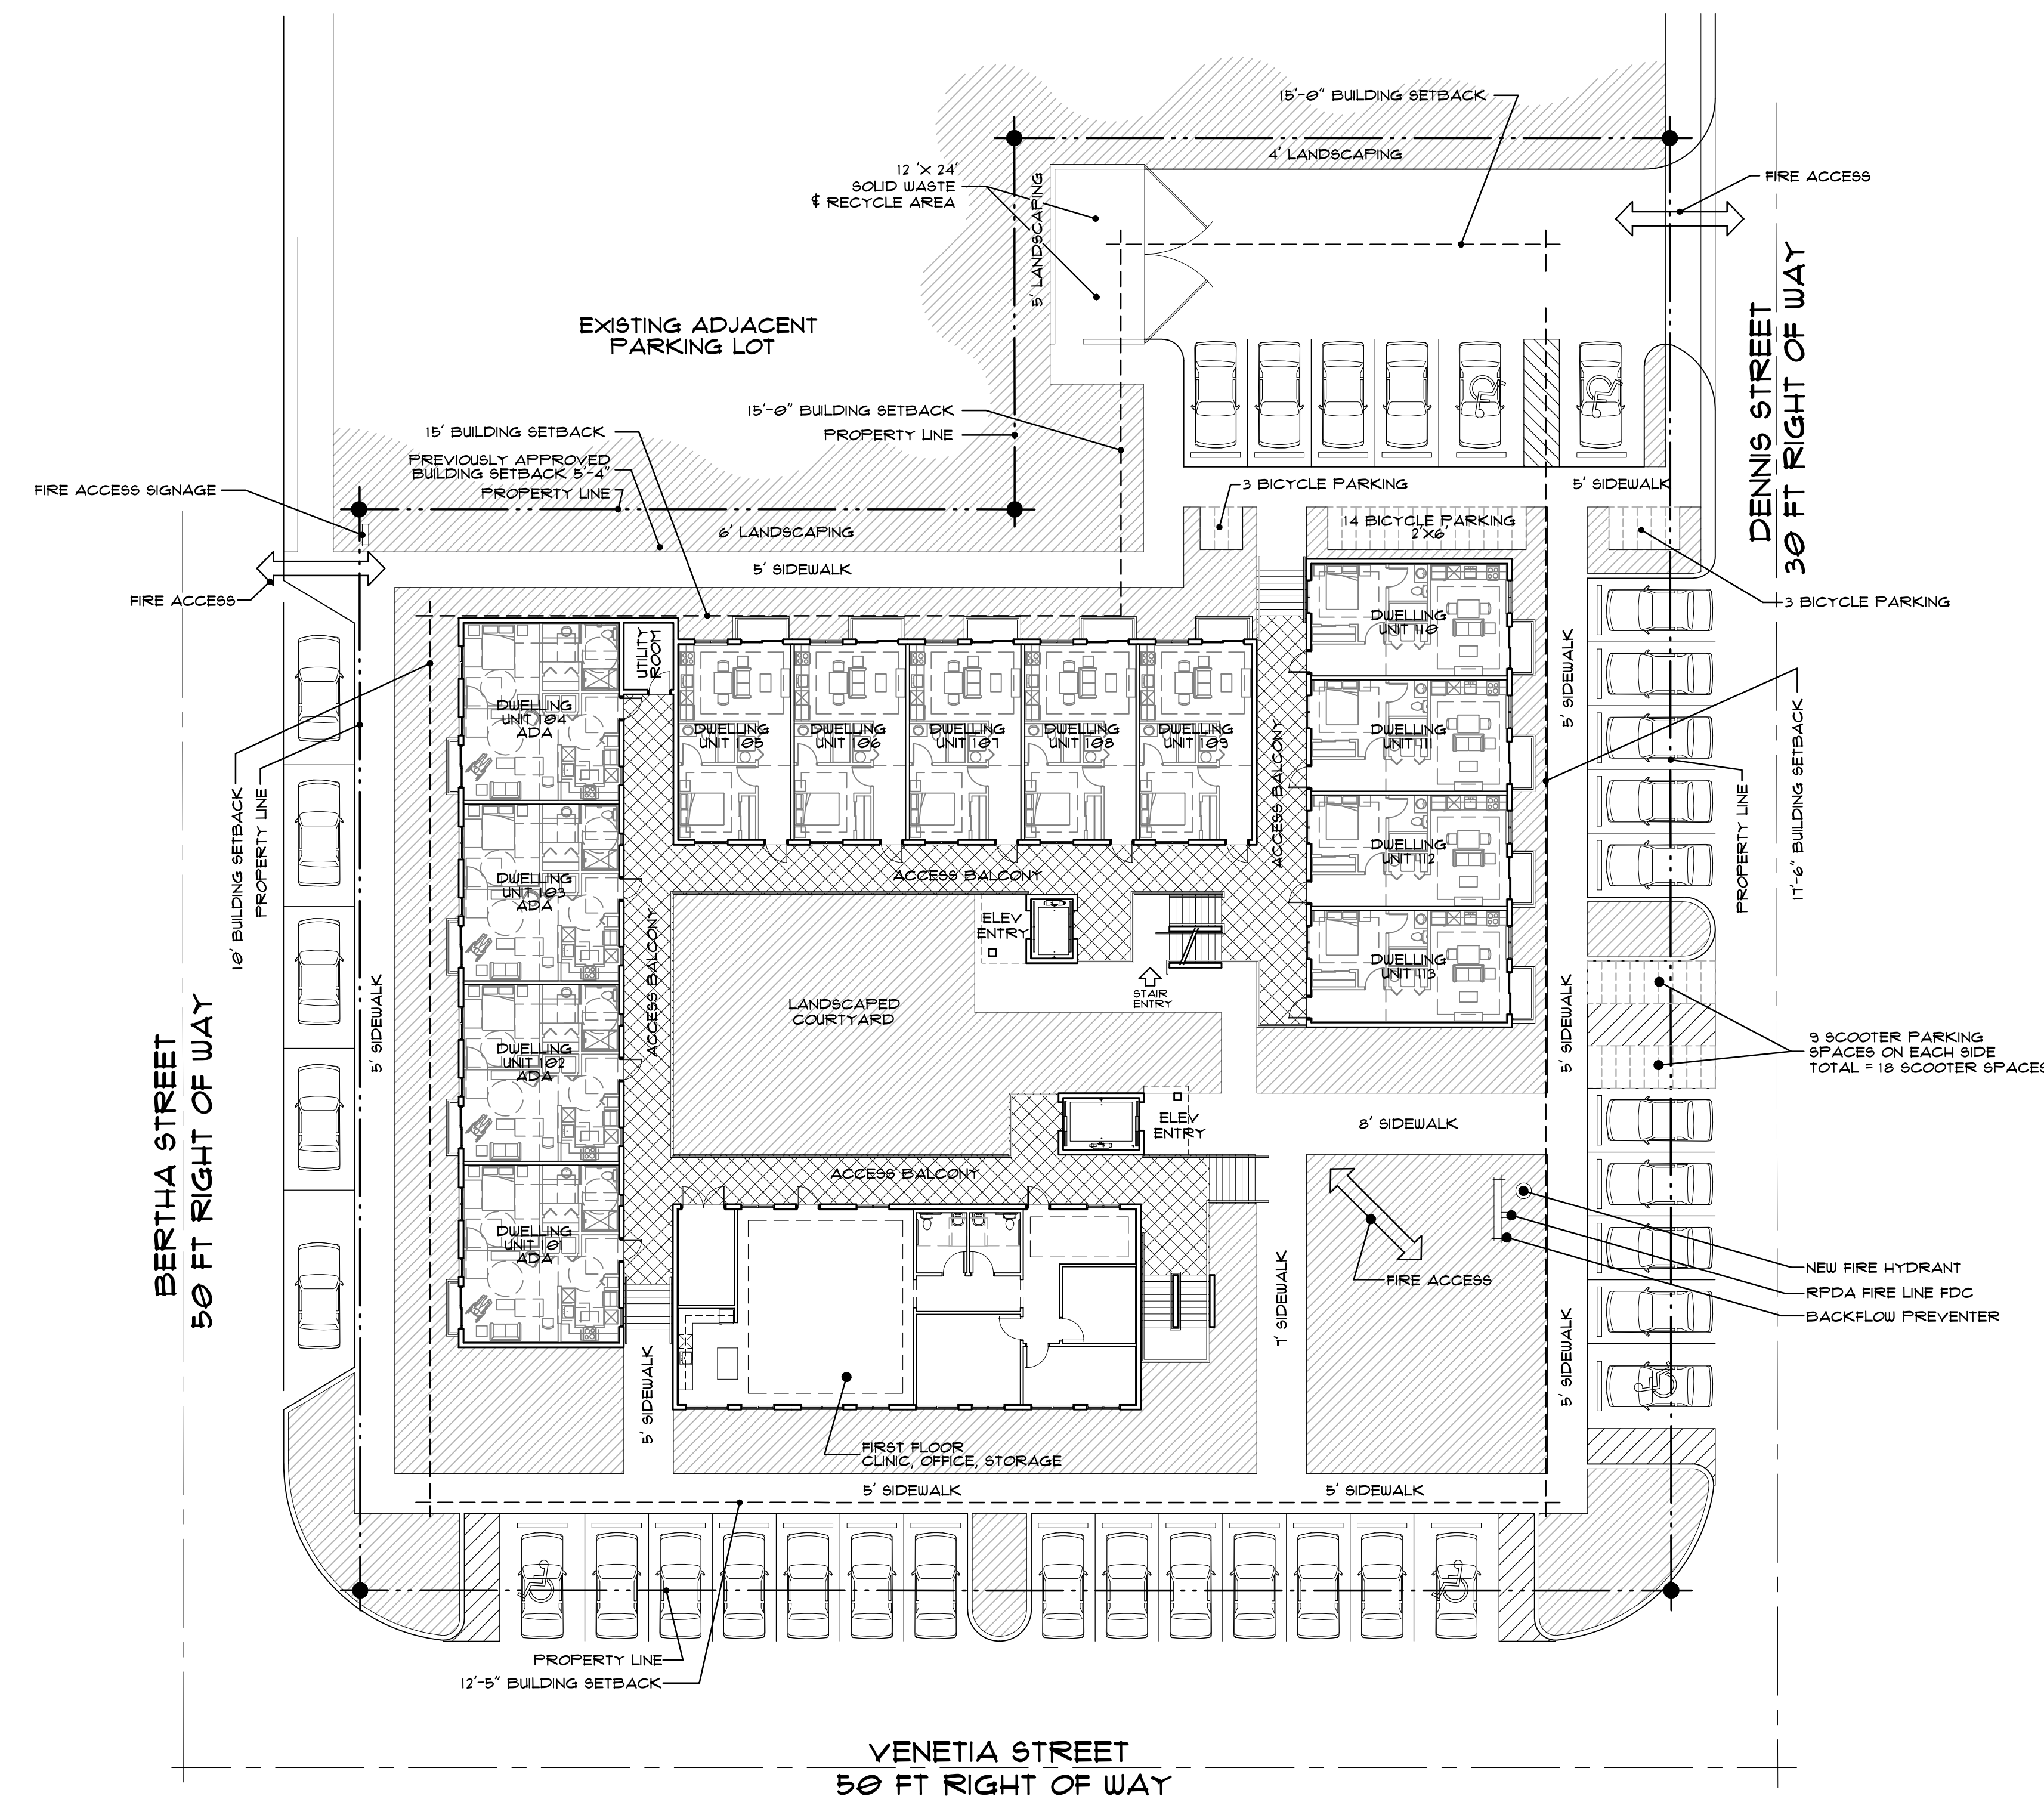 15'-0" BUILDING SETBACK
4' LANDSCAPING
12 'X 24'
SOLID WASTE
& RECYCLE AREA
5' LANDSCAPING
FIRE ACCESS
DENNIS STREET
30 FT RIGHT OF WAY
EXISTING ADJACENT
PARKING LOT
15'-0" BUILDING SETBACK
PROPERTY LINE
15' BUILDING SETBACK
PREVIOUSLY APPROVED
BUILDING SETBACK 5'-4"
PROPERTY LINE
FIRE ACCESS SIGNAGE
6' LANDSCAPING
5' SIDEWALK
FIRE ACCESS
3 BICYCLE PARKING
5' SIDEWALK
14 BICYCLE PARKING
2'X6'
3 BICYCLE PARKING
UTILITY
ROOM
DWELLING
UNIT 104
ADA
DWELLING
UNIT 105
DWELLING
UNIT 106
DWELLING
UNIT 107
DWELLING
UNIT 108
DWELLING
UNIT 109
DWELLING
UNIT 110
DWELLING
UNIT 111
DWELLING
UNIT 112
DWELLING
UNIT 113
5' SIDEWALK
ACCESS BALCONY
PROPERTY LINE
17'-6" BUILDING SETBACK
10' BUILDING SETBACK
PROPERTY LINE
DWELLING
UNIT 103
ADA
ACCESS BALCONY
ACCESS BALCONY
ELEV
ENTRY
STAIR
ENTRY
LANDSCAPED
COURTYARD
5' SIDEWALK
5' SIDEWALK
9 SCOOTER PARKING
SPACES ON EACH SIDE
TOTAL = 18 SCOOTER SPACES
BERTHA STREET
50 FT RIGHT OF WAY
DWELLING
UNIT 102
ADA
ELEV
ENTRY
8' SIDEWALK
ACCESS BALCONY
DWELLING
UNIT 101
ADA
FIRE ACCESS
NEW FIRE HYDRANT
RPDA FIRE LINE FDC
BACKFLOW PREVENTER
7' SIDEWALK
5' SIDEWALK
5' SIDEWALK
FIRST FLOOR
CLINIC, OFFICE, STORAGE
5' SIDEWALK
5' SIDEWALK
PROPERTY LINE
12'-5" BUILDING SETBACK
VENETIA STREET
50 FT RIGHT OF WAY